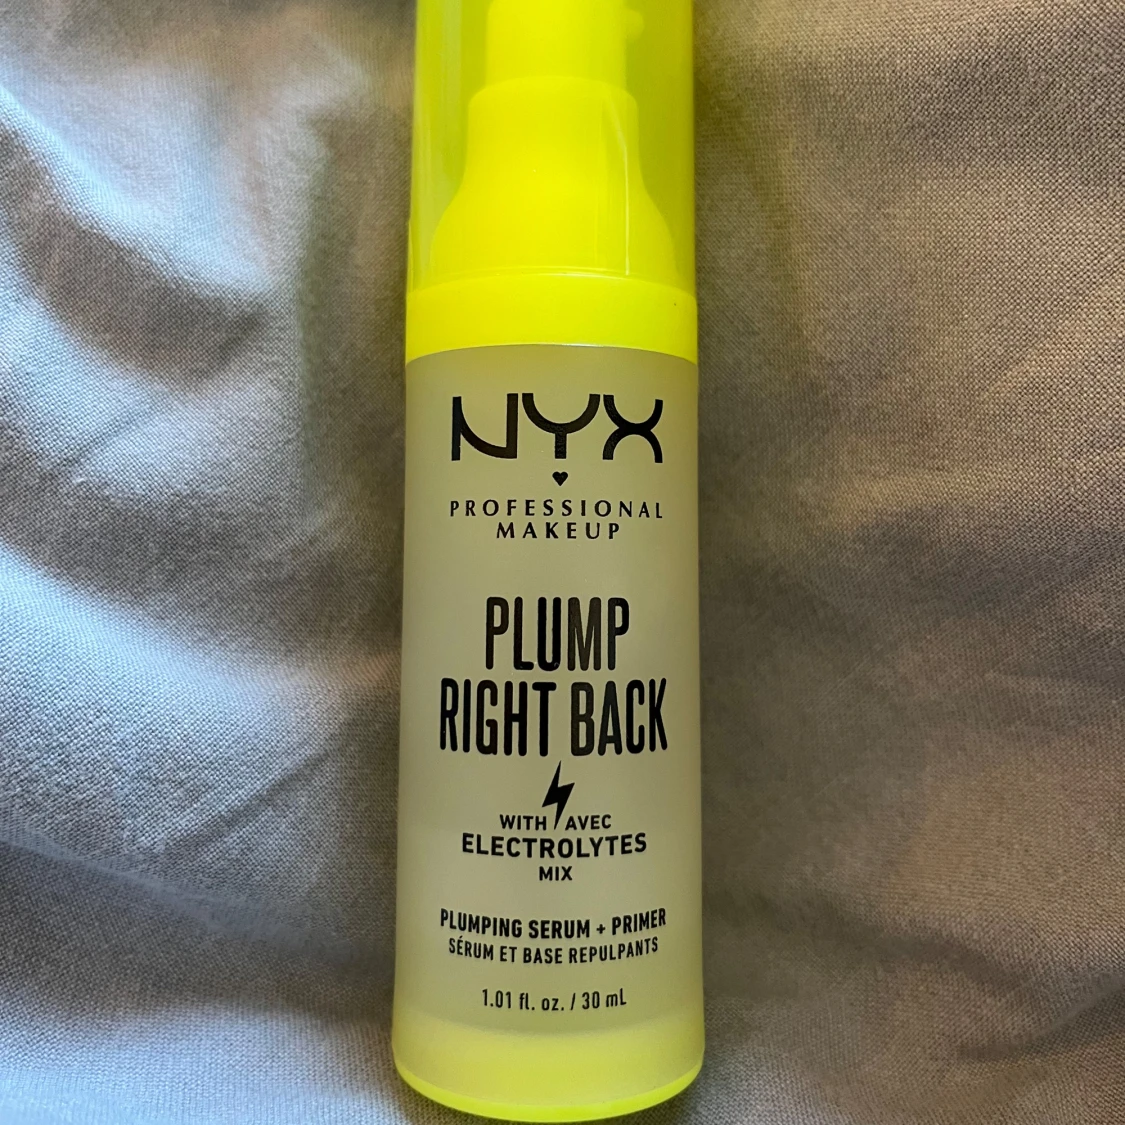 NYX
PROFESSIONAL
MAKEUP
PLUMP
RIGHT BACK
WITH AVEC
ELECTROLYTES
MIX
PLUMPING SERUM + PRIMER
SÉRUM ET BASE REPULPANTS
1.01 fl. oz. / 30 mL